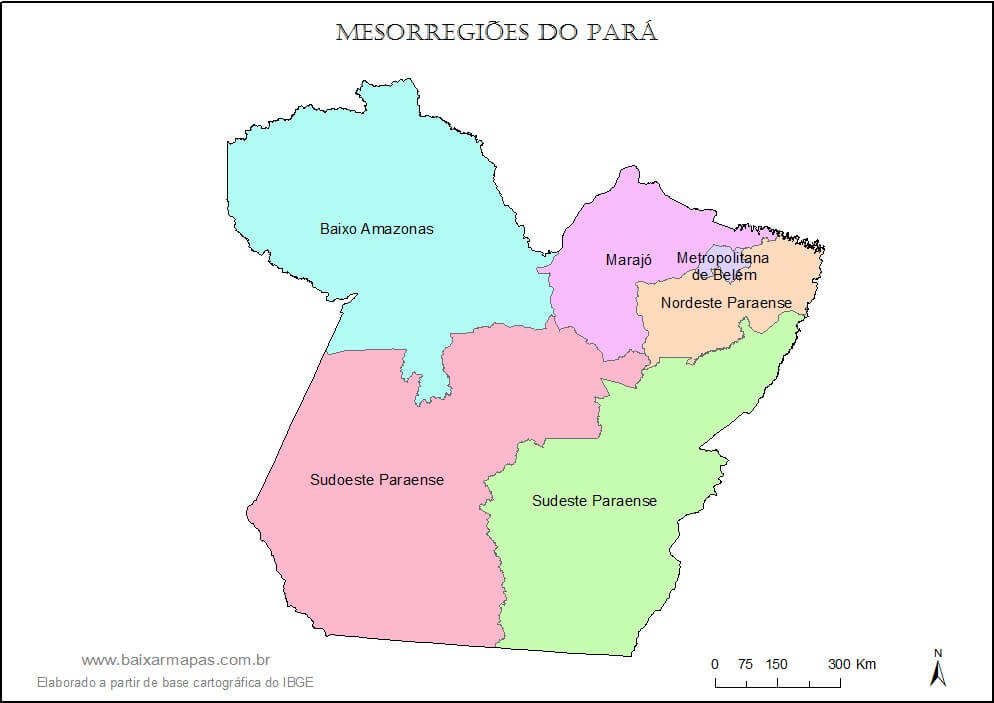 MESORREGIÕES DO PARÁ
Baixo Amazonas
Marajó
Metropolitana
de Belém
Nordeste Paraense
Sudoeste Paraense
Sudeste Paraense
www.baixarmapas.com.br
Elaborado a partir de base cartográfica do IBGE
0 75 150 300 Km
N